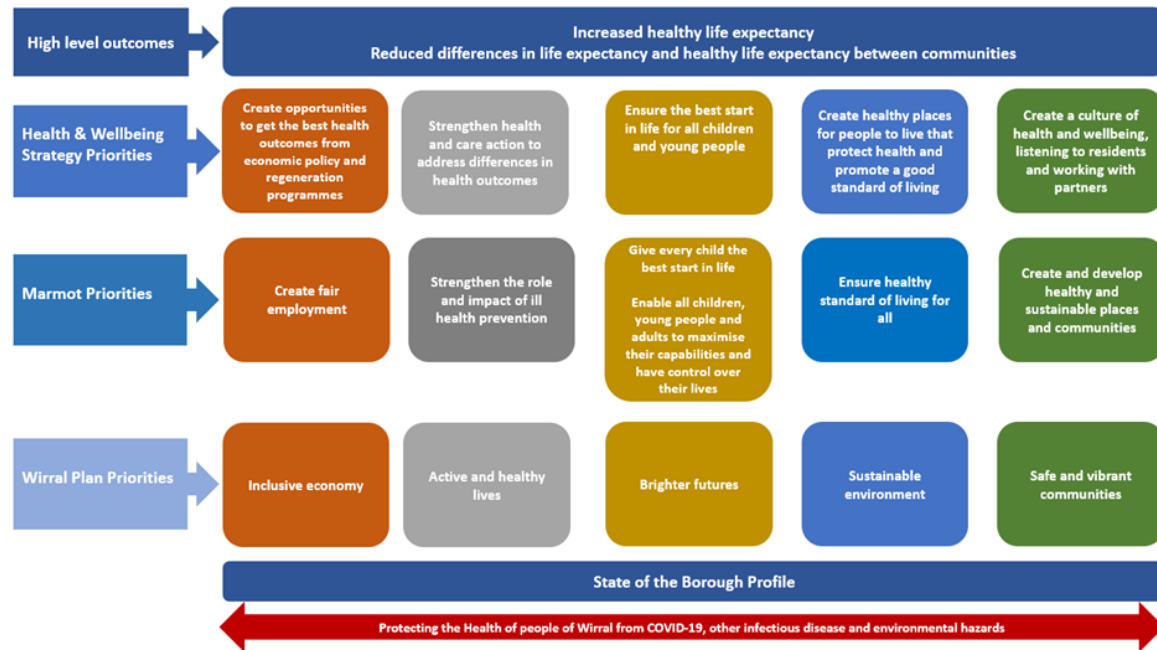 High level outcomes
Increased healthy life expectancy
Reduced differences in life expectancy and healthy life expectancy between communities
Health & Wellbeing
Strategy Priorities
Create opportunities
to get the best health
outcomes from
economic policy and
regeneration
programmes
Strengthen health
and care action to
address differences in
health outcomes
Ensure the best start
in life for all children
and young people
Create healthy places
for people to live that
protect health and
promote a good
standard of living
Create a culture of
health and wellbeing,
listening to residents
and working with
partners
Marmot Priorities
Create fair
employment
Strengthen the role
and impact of ill
health prevention
Give every child the
best start in life
Enable all children,
young people and
adults to maximise
their capabilities and
have control over
their lives
Ensure healthy
standard of living for
all
Create and develop
healthy and
sustainable places
and communities
Wirral Plan Priorities
Inclusive economy
Active and healthy
lives
Brighter futures
Sustainable
environment
Safe and vibrant
communities
State of the Borough Profile
Protecting the Health of people of Wirral from COVID-19, other infectious disease and environmental hazards